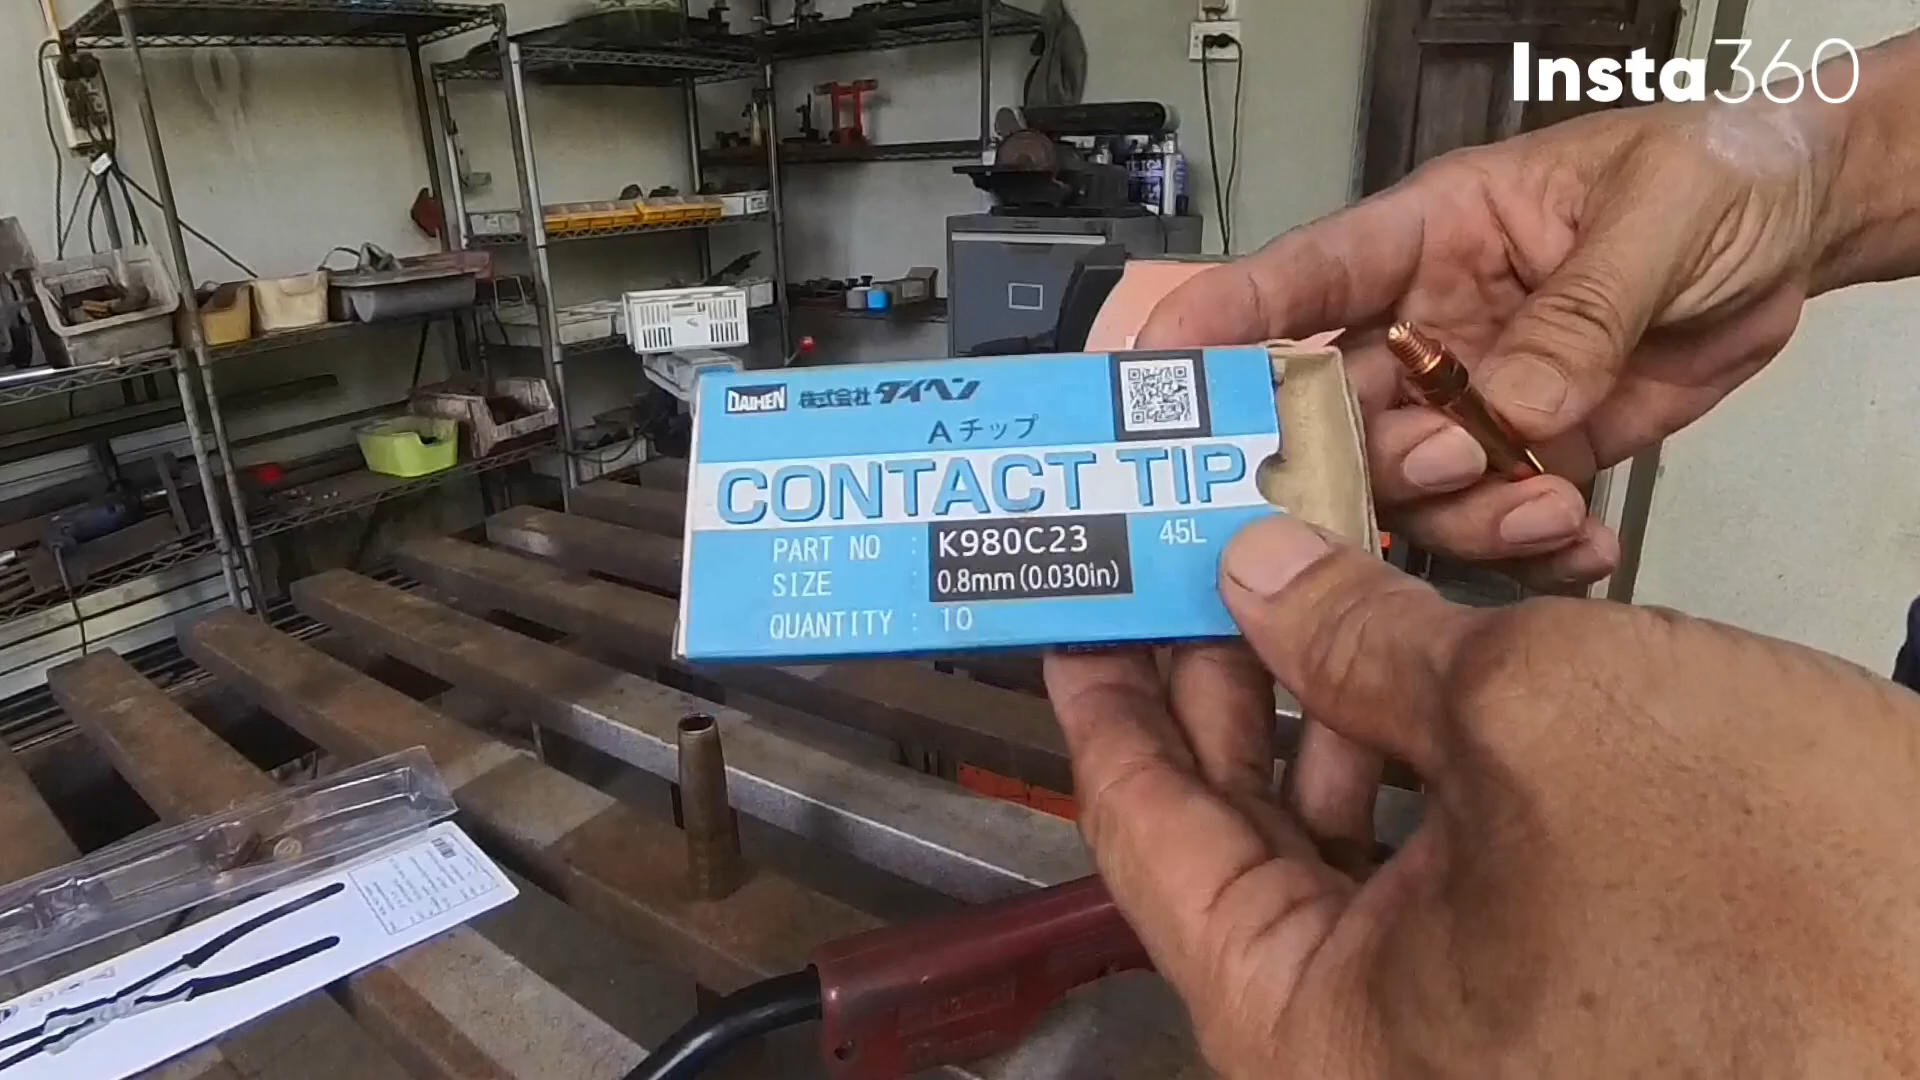 Insta360
DAIHEN 株式会社 ダイヘン
Aチップ
CONTACT TIP
PART NO : K980C23 45L
SIZE : 0.8mm (0.030in)
QUANTITY : 10